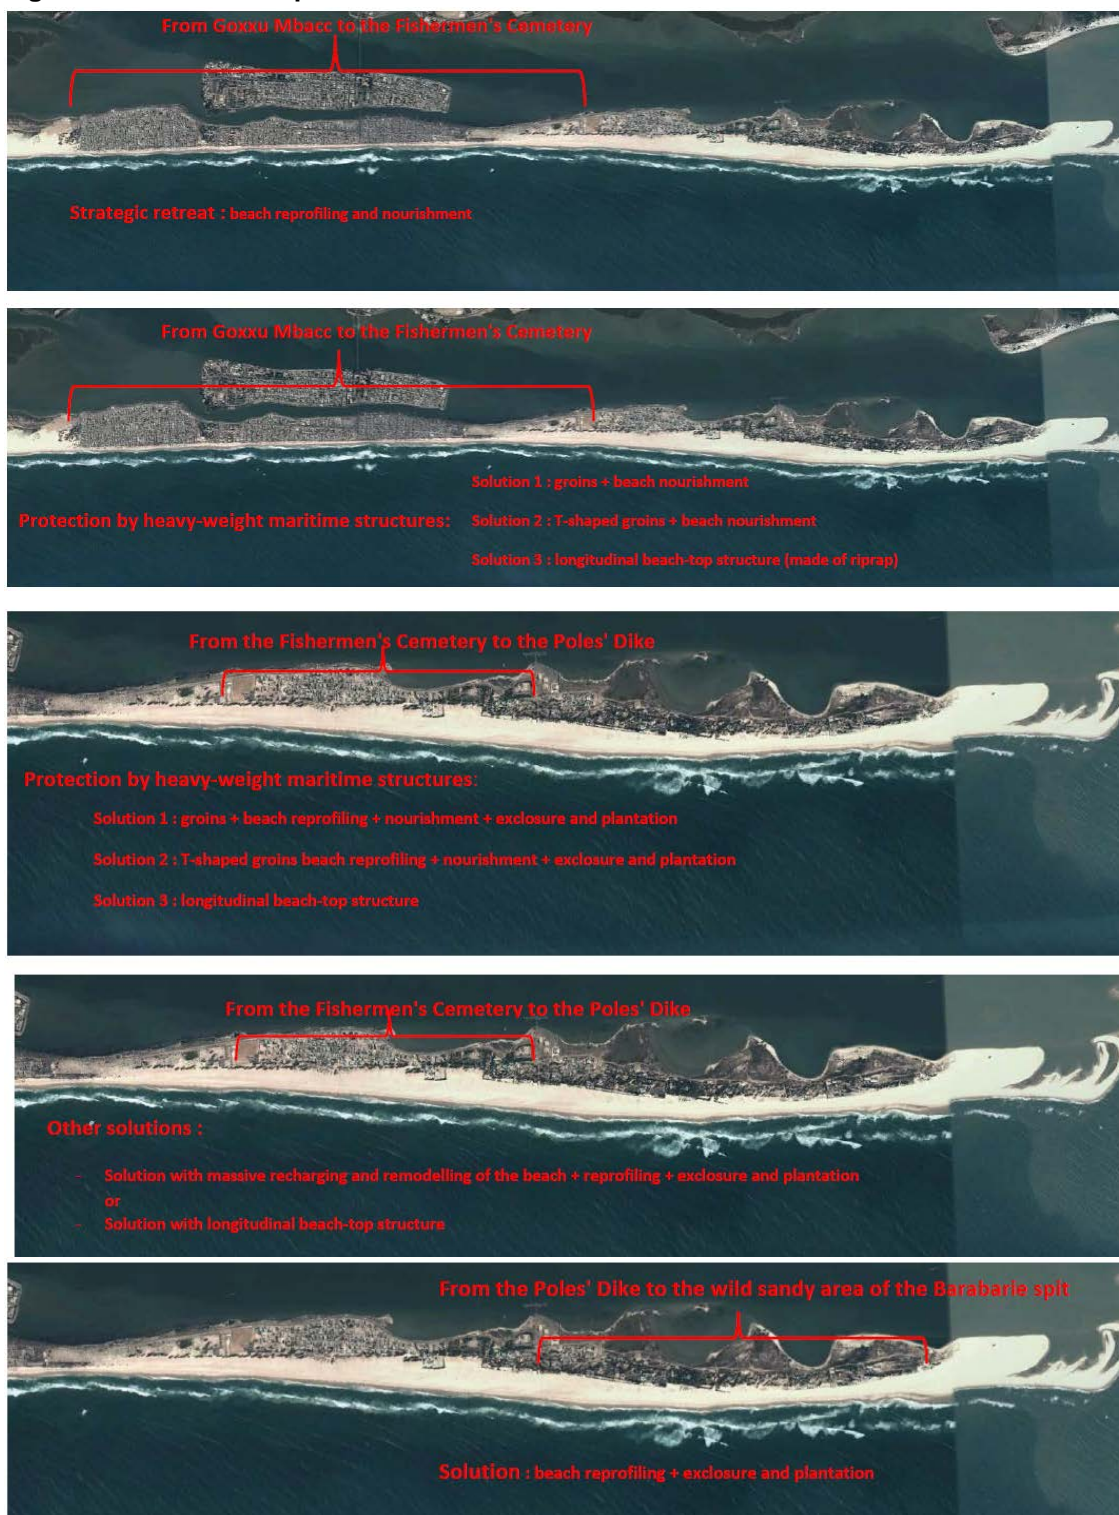 From Goxxu Mbacc to the Fishermen's Cemetery
Strategic retreat : beach reprofiling and nourishment
From Goxxu Mbacc to the Fishermen's Cemetery
Solution 1 : groins + beach nourishment
Protection by heavy-weight maritime structures:
Solution 2 : T-shaped groins + beach nourishment
Solution 3 : longitudinal beach-top structure (made of riprap)
From the Fishermen's Cemetery to the Poles' Dike
Protection by heavy-weight maritime structures:
Solution 1 : groins + beach reprofiling + nourishment + exclosure and plantation
Solution 2 : T-shaped groins beach reprofiling + nourishment + exclosure and plantation
Solution 3 : longitudinal beach-top structure
From the Fishermen's Cemetery to the Poles' Dike
Other solutions :
- Solution with massive recharging and remodelling of the beach + reprofiling + exclosure and plantation
or
- Solution with longitudinal beach-top structure
From the Poles' Dike to the wild sandy area of the Barabarie spit
Solution : beach reprofiling + exclosure and plantation